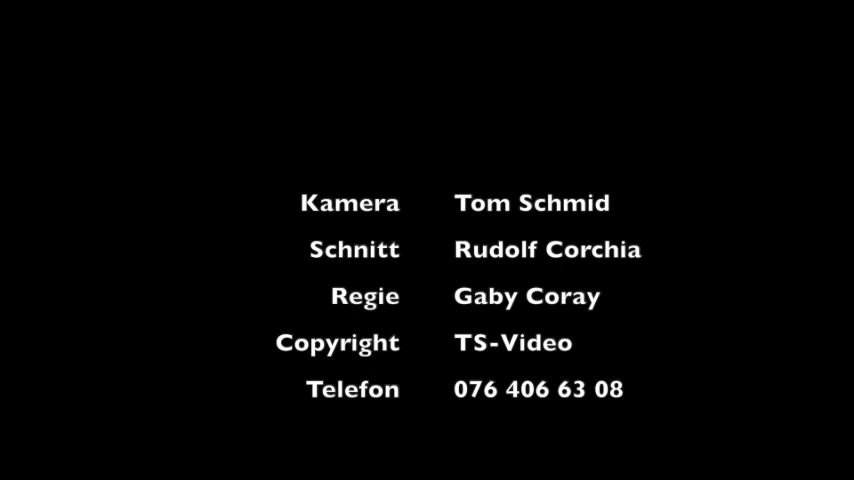 Kamera Tom Schmid
Schnitt Rudolf Corchia
Regie Gaby Coray
Copyright TS-Video
Telefon 076 406 63 08